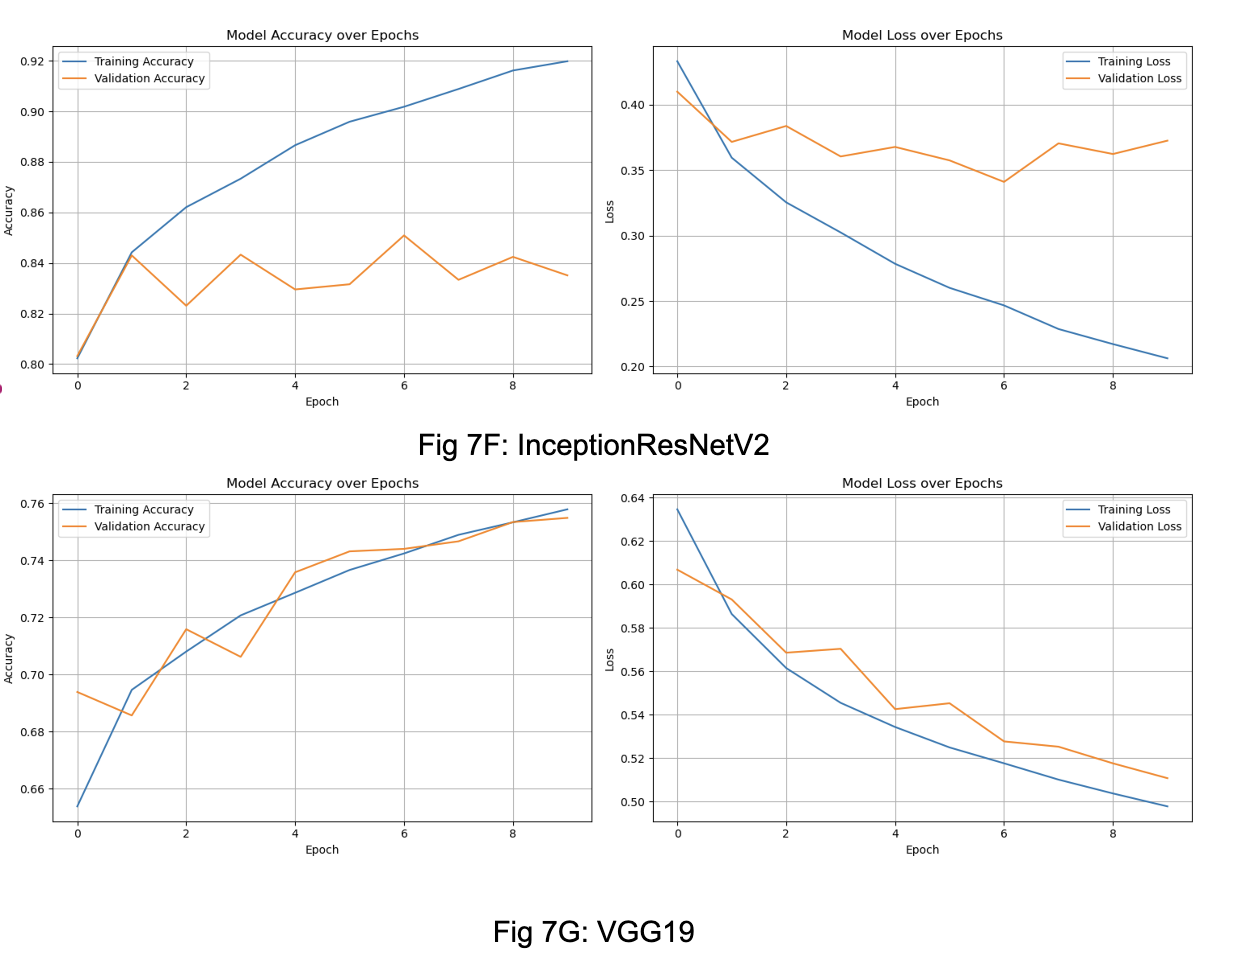 Model Accuracy over Epochs
Training Accuracy
Validation Accuracy
0.92
0.90
0.88
0.86
0.84
0.82
0.80
Accuracy
0 2 4 6 8
Epoch
Model Loss over Epochs
Training Loss
Validation Loss
0.40
0.35
0.30
0.25
0.20
Loss
0 2 4 6 8
Epoch
Fig 7F: InceptionResNetV2
Model Accuracy over Epochs
Training Accuracy
Validation Accuracy
0.76
0.74
0.72
0.70
0.68
0.66
Accuracy
0 2 4 6 8
Epoch
Model Loss over Epochs
Training Loss
Validation Loss
0.64
0.62
0.60
0.58
0.56
0.54
0.52
0.50
Loss
0 2 4 6 8
Epoch
Fig 7G: VGG19